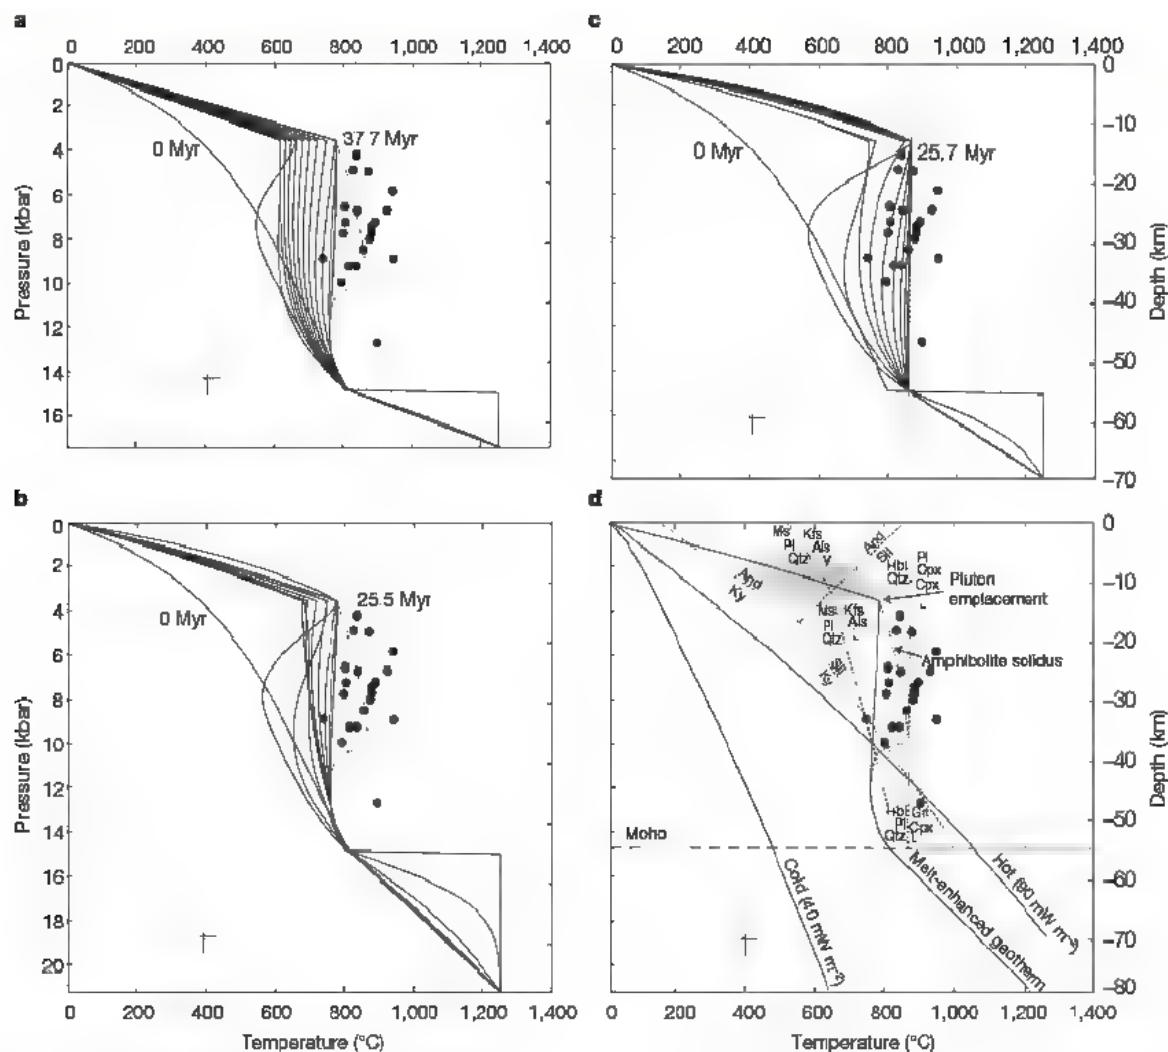 a
0 200 400 600 800 1,000 1,200 1,400
0
2
4
6
8
10
12
14
16
Pressure (kbar)
0 Myr
37.7 Myr
c
0 200 400 600 800 1,000 1,200 1,400
0
–10
–20
–30
–40
–50
–60
–70
Depth (km)
0 Myr
25.7 Myr
b
0
2
4
6
8
10
12
14
16
18
20
Pressure (kbar)
0 Myr
25.5 Myr
0 200 400 600 800 1,000 1,200 1,400
Temperature (°C)
d
0
–10
–20
–30
–40
–50
–60
–70
–80
Depth (km)
Ms Kfs
Pl Als
Qtz V
And
Sil
Hbl Pl
Qtz Cpx
And
Ky
Pluton
emplacement
Ms Kfs
Pl Als
Qtz
Amphibolite solidus
Hbl Grt
Pl Cpx
Qtz L
Moho
Cold (40 mW m–2)
Melt-enhanced geotherm
Hot (90 mW m–2)
0 200 400 600 800 1,000 1,200 1,400
Temperature (°C)